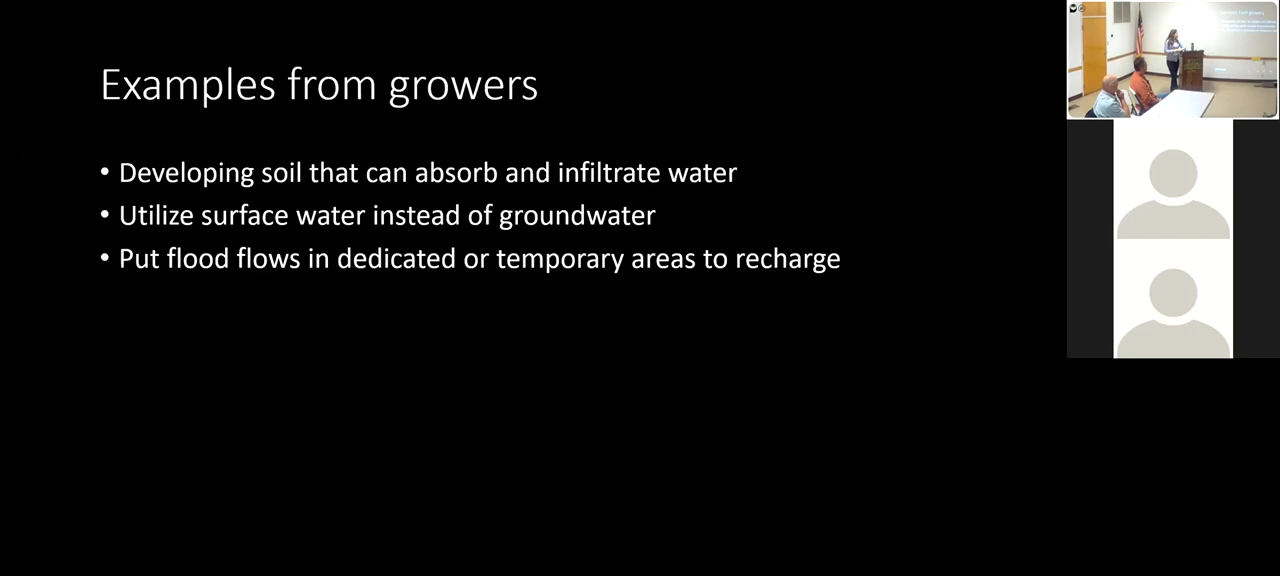 Examples from growers
• Developing soil that can absorb and infiltrate water
• Utilize surface water instead of groundwater
• Put flood flows in dedicated or temporary areas to recharge